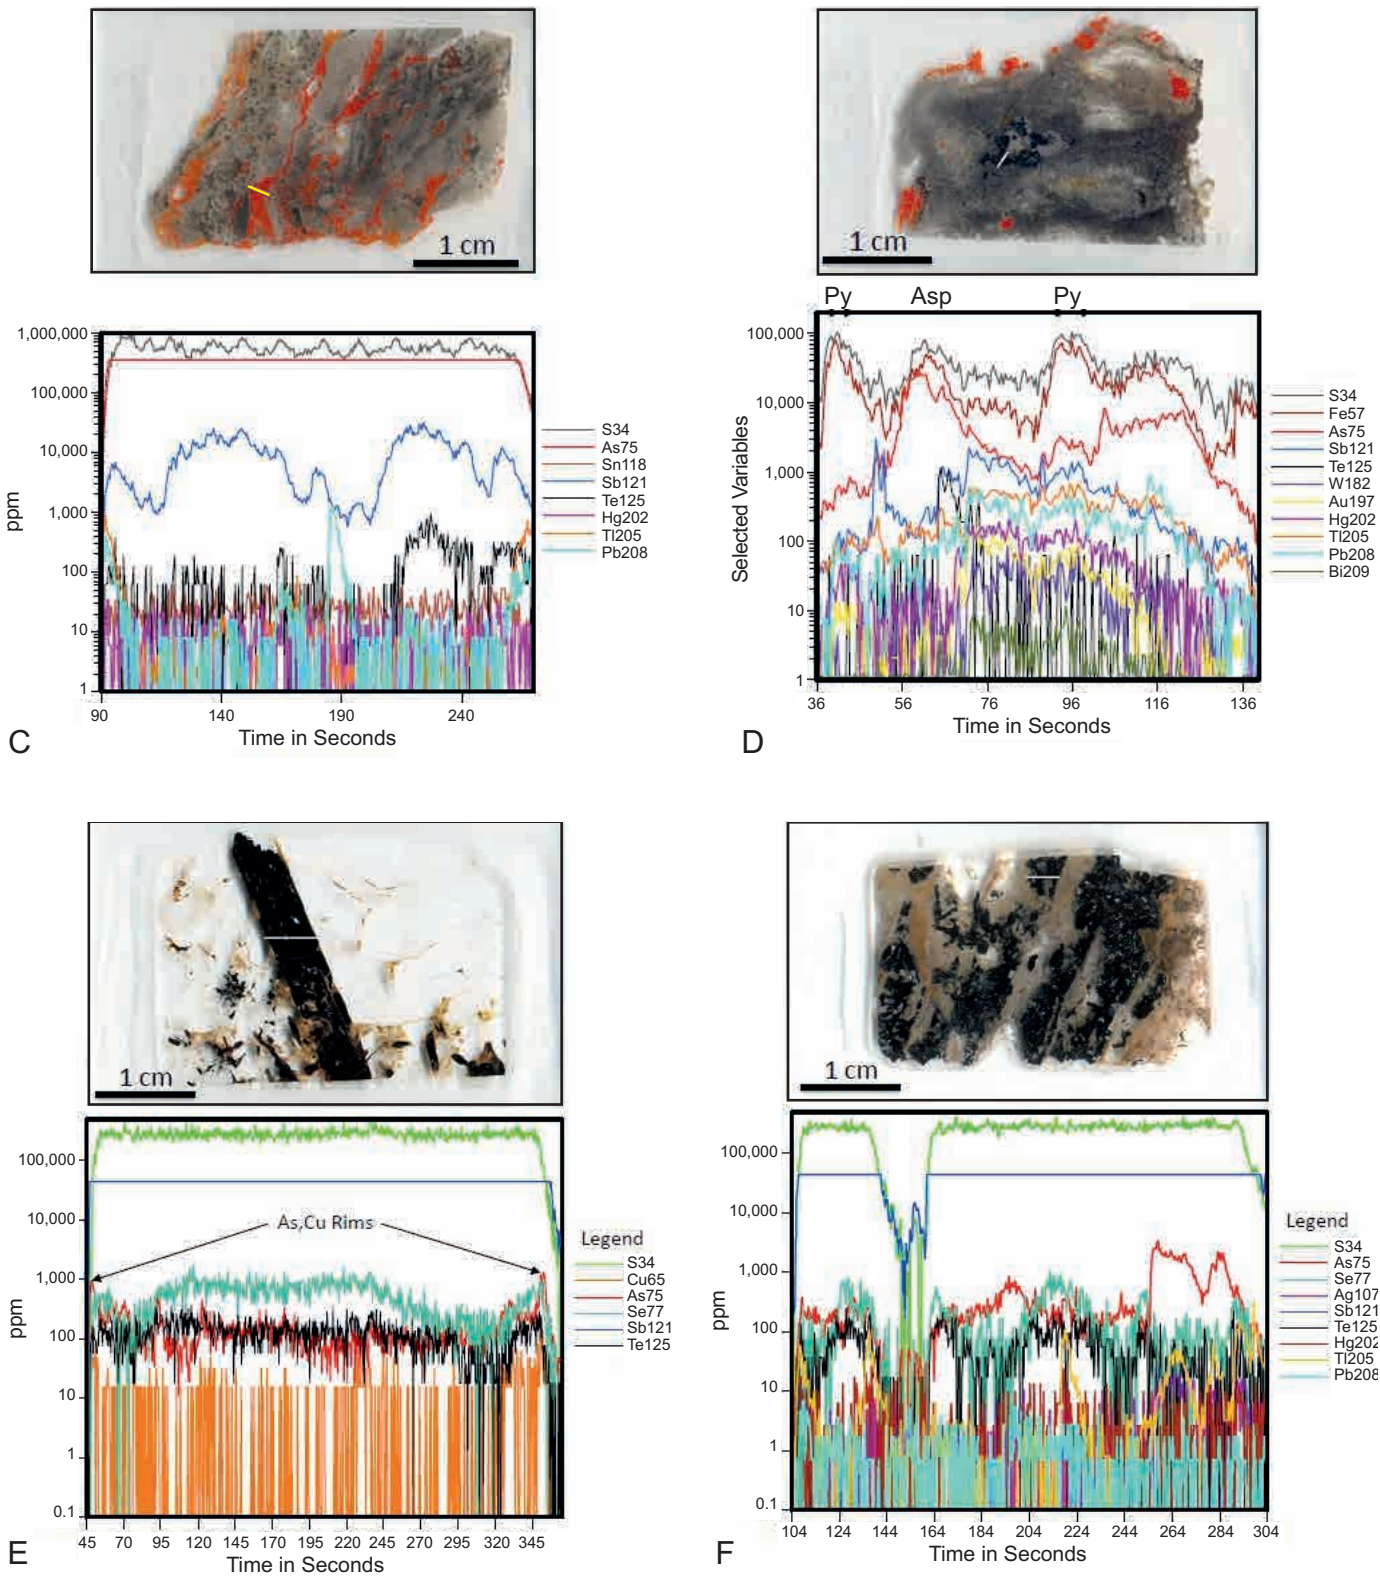 1 cm
1,000,000
100,000
10,000
1,000
100
10
1
ppm
90 140 190 240
Time in Seconds
S34
As75
Sn118
Sb121
Te125
Hg202
Tl205
Pb208
C
1 cm
Py Asp Py
100,000
10,000
1,000
100
10
1
Selected Variables
36 56 76 96 116 136
Time in Seconds
S34
Fe57
As75
Sb121
Te125
W182
Au197
Hg202
Tl205
Pb208
Bi209
D
1 cm
100,000
10,000
1,000
100
10
1
0.1
ppm
As,Cu Rims
45 70 95 120 145 170 195 220 245 270 295 320 345
Time in Seconds
Legend
S34
Cu65
As75
Se77
Sb121
Te125
E
1 cm
100,000
10,000
1,000
100
10
1
0.1
ppm
104 124 144 164 184 204 224 244 264 284 304
Time in Seconds
Legend
S34
As75
Se77
Ag107
Sb121
Te125
Hg202
Tl205
Pb208
F